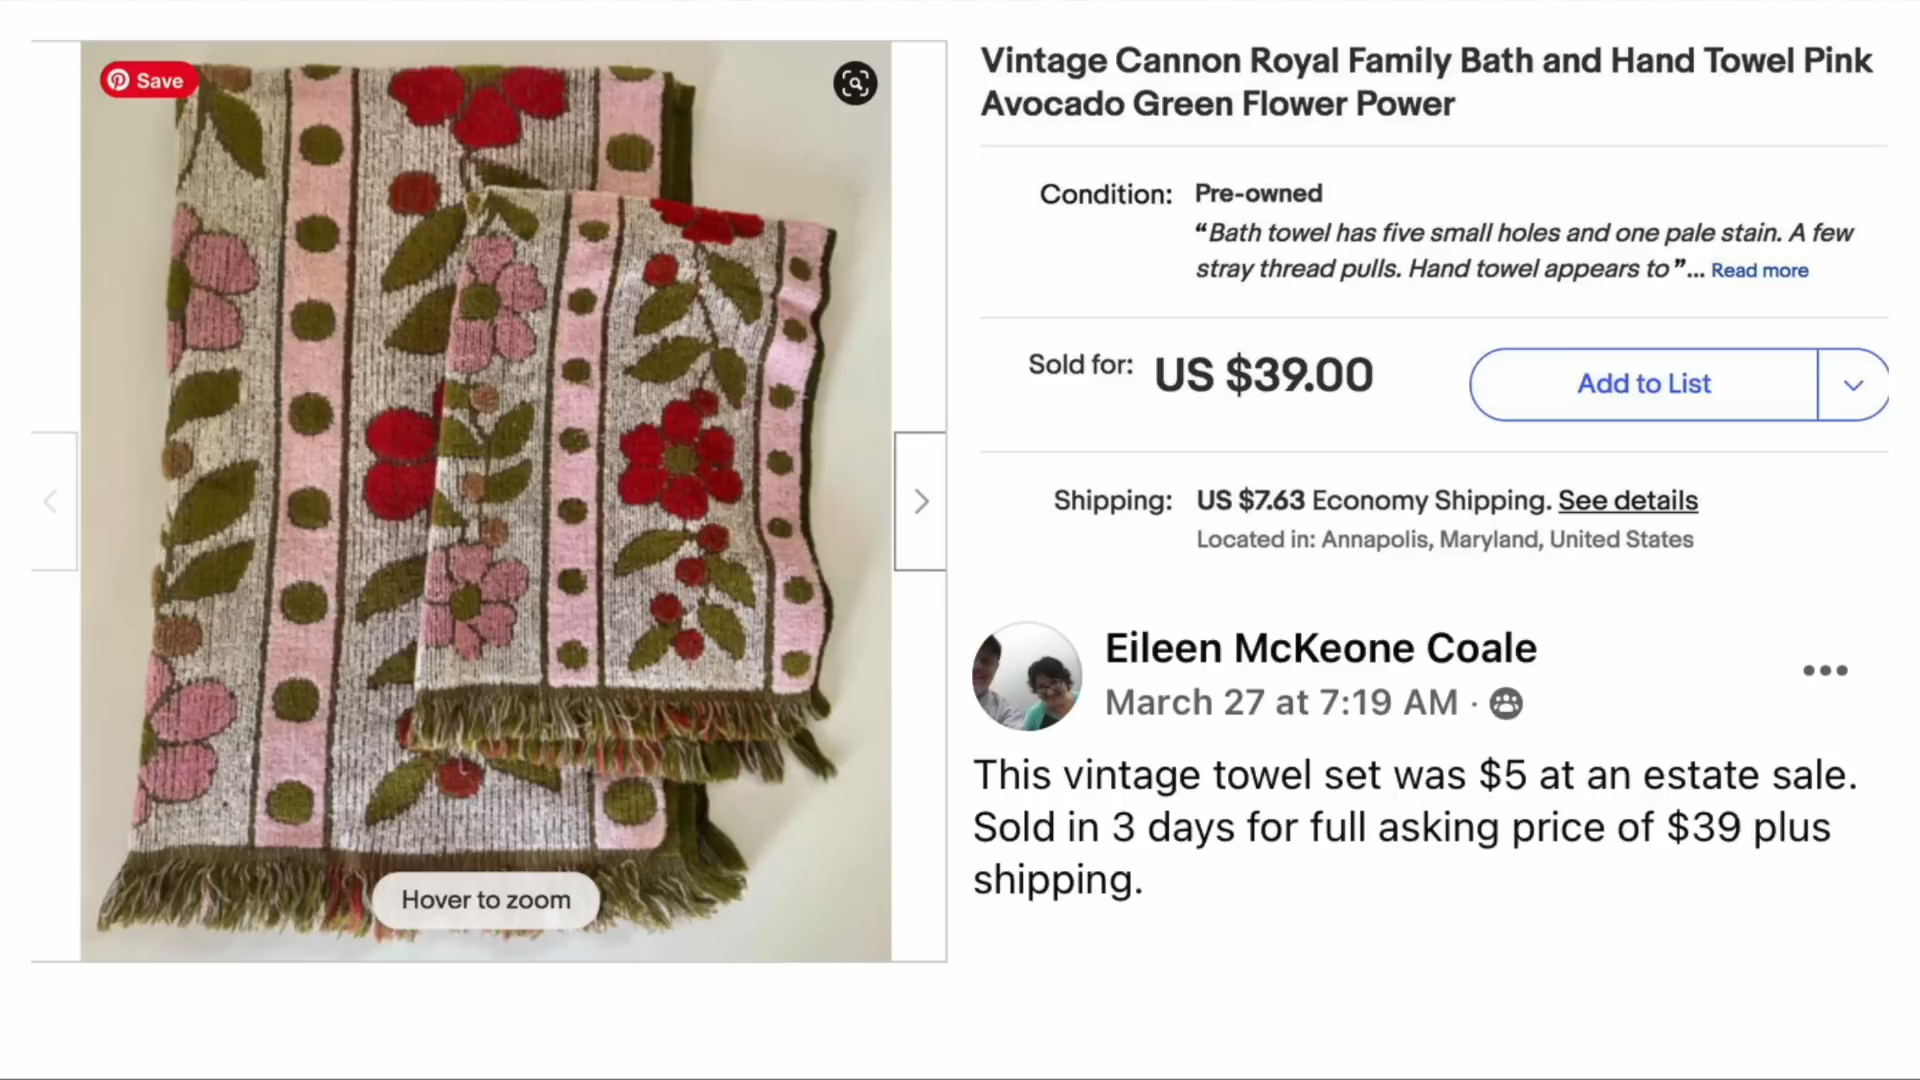 Save
Hover to zoom
Vintage Cannon Royal Family Bath and Hand Towel Pink
Avocado Green Flower Power
Condition: Pre-owned
“Bath towel has five small holes and one pale stain. A few
stray thread pulls. Hand towel appears to”... Read more
Sold for: US $39.00
Add to List
Shipping: US $7.63 Economy Shipping. See details
Located in: Annapolis, Maryland, United States
Eileen McKeone Coale
March 27 at 7:19 AM ·
This vintage towel set was $5 at an estate sale.
Sold in 3 days for full asking price of $39 plus
shipping.